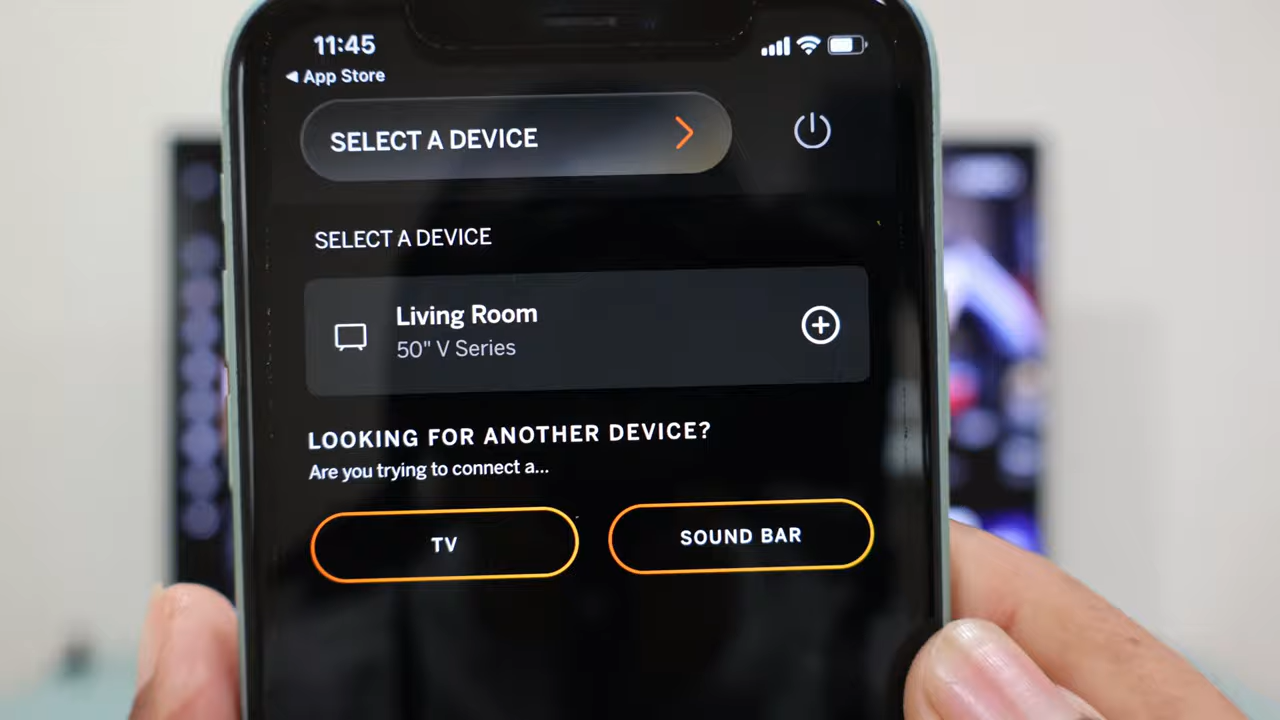 11:45
◀ App Store
SELECT A DEVICE
SELECT A DEVICE
Living Room
50" V Series
LOOKING FOR ANOTHER DEVICE?
Are you trying to connect a...
TV
SOUND BAR